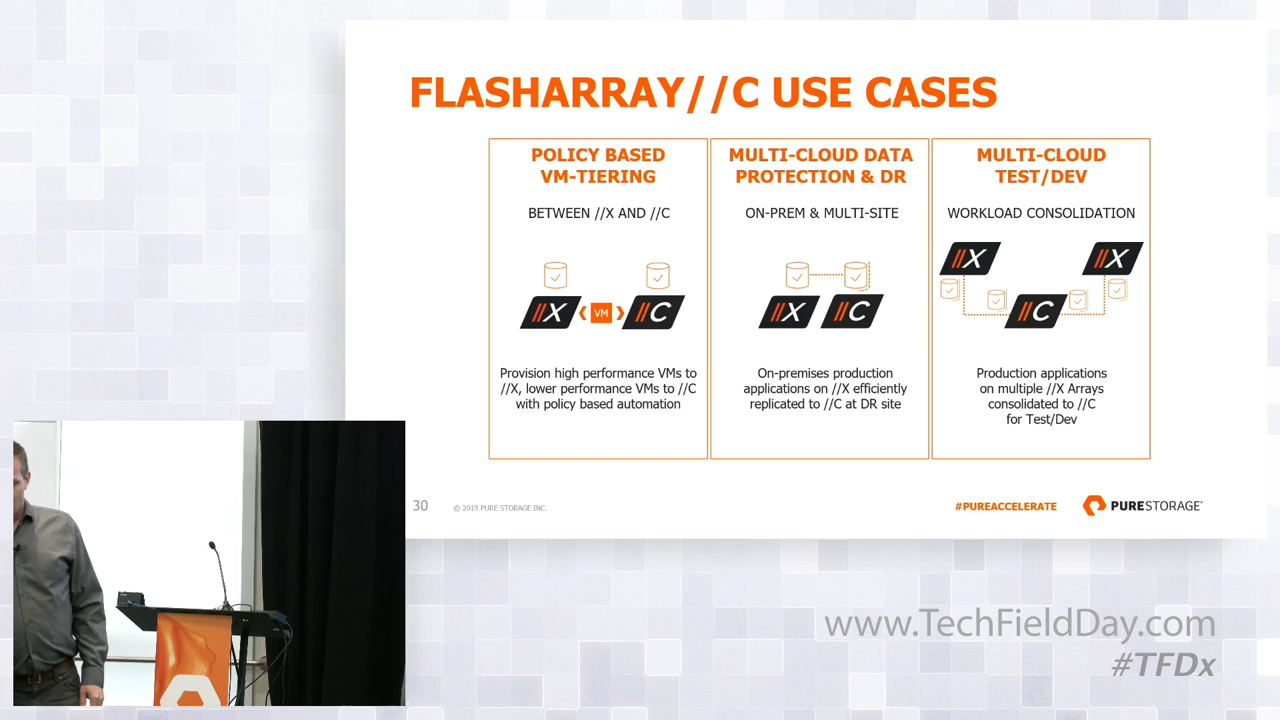 FLASHARRAY//C USE CASES
POLICY BASED
VM-TIERING
BETWEEN //X AND //C
//X
VM
//C
Provision high performance VMs to
//X, lower performance VMs to //C
with policy based automation
MULTI-CLOUD DATA
PROTECTION & DR
ON-PREM & MULTI-SITE
//X
//C
On-premises production
applications on //X efficiently
replicated to //C at DR site
MULTI-CLOUD
TEST/DEV
WORKLOAD CONSOLIDATION
//X
//X
//C
Production applications
on multiple //X Arrays
consolidated to //C
for Test/Dev
30
© 2019 PURE STORAGE INC.
#PUREACCELERATE
PURESTORAGE®
www.TechFieldDay.com
#TFDx